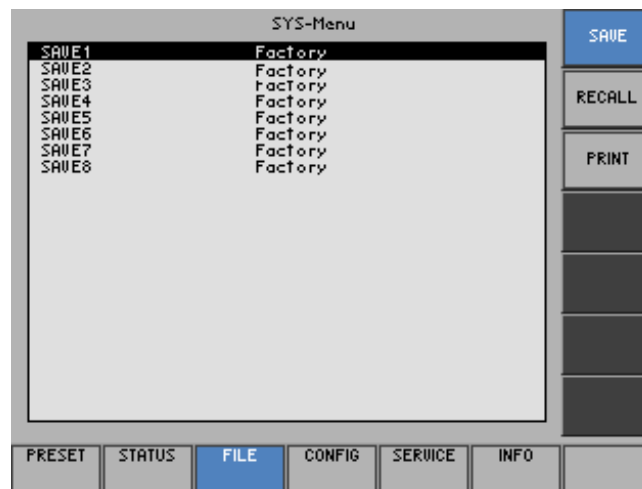 SYS-Menu
SAVE1 Factory
SAVE2 Factory
SAVE3 Factory
SAVE4 Factory
SAVE5 Factory
SAVE6 Factory
SAVE7 Factory
SAVE8 Factory
SAVE
RECALL
PRINT
PRESET STATUS FILE CONFIG SERVICE INFO